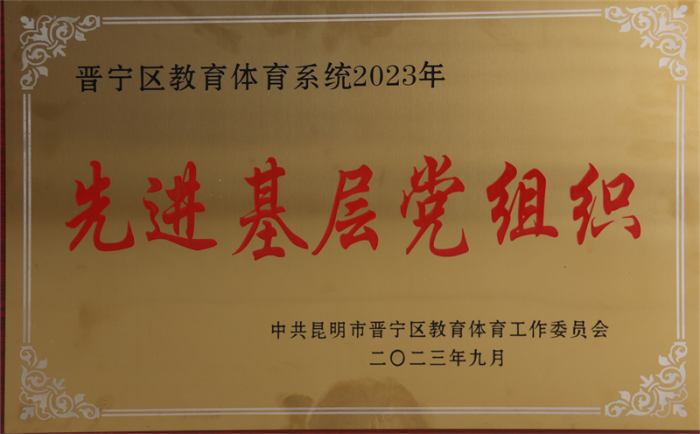 晋宁区教育体育系统2023年
先进基层党组织
中共昆明市晋宁区教育体育工作委员会
二〇二三年九月